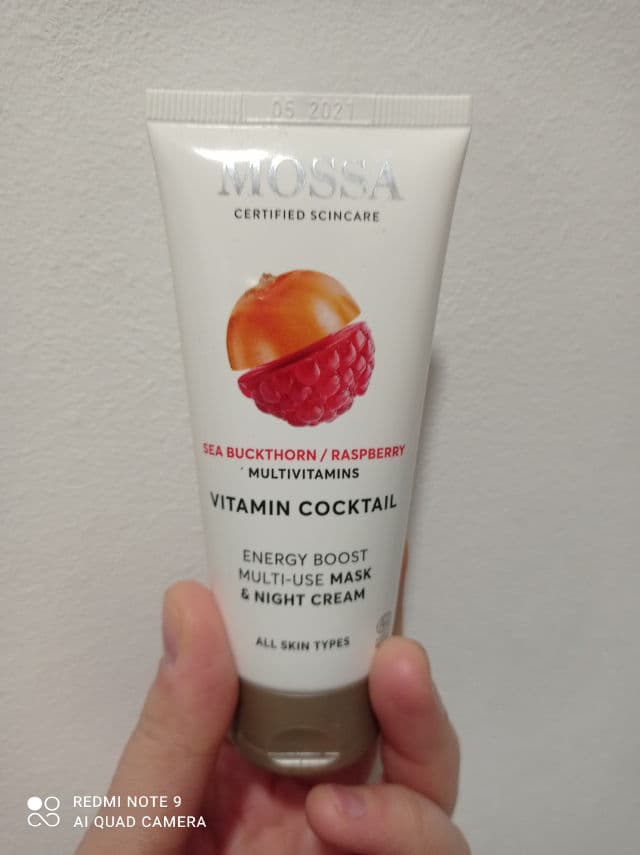 05 2021
MOSSA
CERTIFIED SCINCARE
SEA BUCKTHORN / RASPBERRY
MULTIVITAMINS
VITAMIN COCKTAIL
ENERGY BOOST
MULTI-USE MASK
& NIGHT CREAM
ALL SKIN TYPES
REDMI NOTE 9
AI QUAD CAMERA